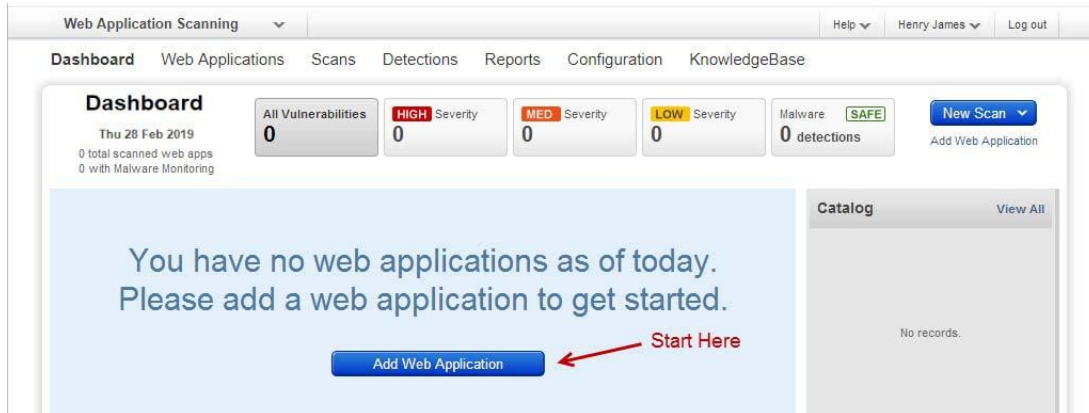 Web Application Scanning
Help
Henry James
Log out
Dashboard
Web Applications
Scans
Detections
Reports
Configuration
KnowledgeBase
Dashboard
Thu 28 Feb 2019
0 total scanned web apps
0 with Malware Monitoring
All Vulnerabilities
0
HIGH Severity
0
MED Severity
0
LOW Severity
0
Malware SAFE
0 detections
New Scan
Add Web Application
You have no web applications as of today.
Please add a web application to get started.
Add Web Application
Start Here
Catalog
View All
No records.